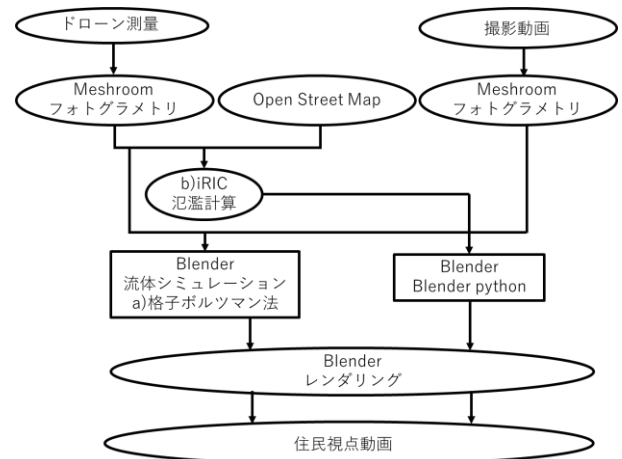 ドローン測量
撮影動画
Meshroom
フォトグラメトリ
Open Street Map
Meshroom
フォトグラメトリ
b)iRIC
氾濫計算
Blender
流体シミュレーション
a)格子ボルツマン法
Blender
Blender python
Blender
レンダリング
住民視点動画